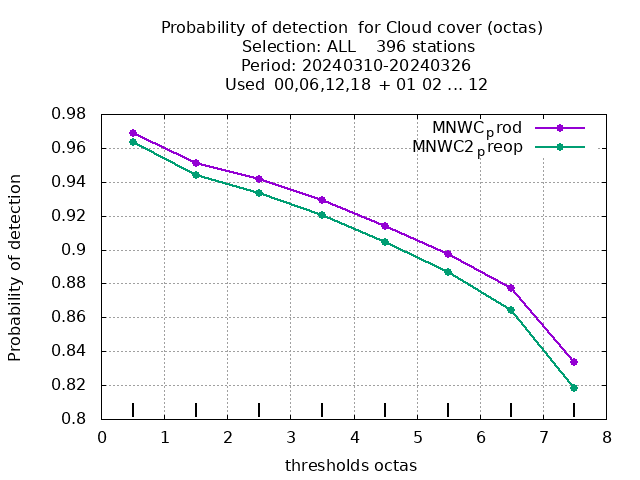 Probability of detection  for Cloud cover (octas)
Selection: ALL    396 stations
Period: 20240310-20240326
Used  00,06,12,18 + 01 02 ... 12
MNWCprod
MNWC2preop
Probability of detection
0.98
0.96
0.94
0.92
0.9
0.88
0.86
0.84
0.82
0.8
0 1 2 3 4 5 6 7 8
thresholds octas